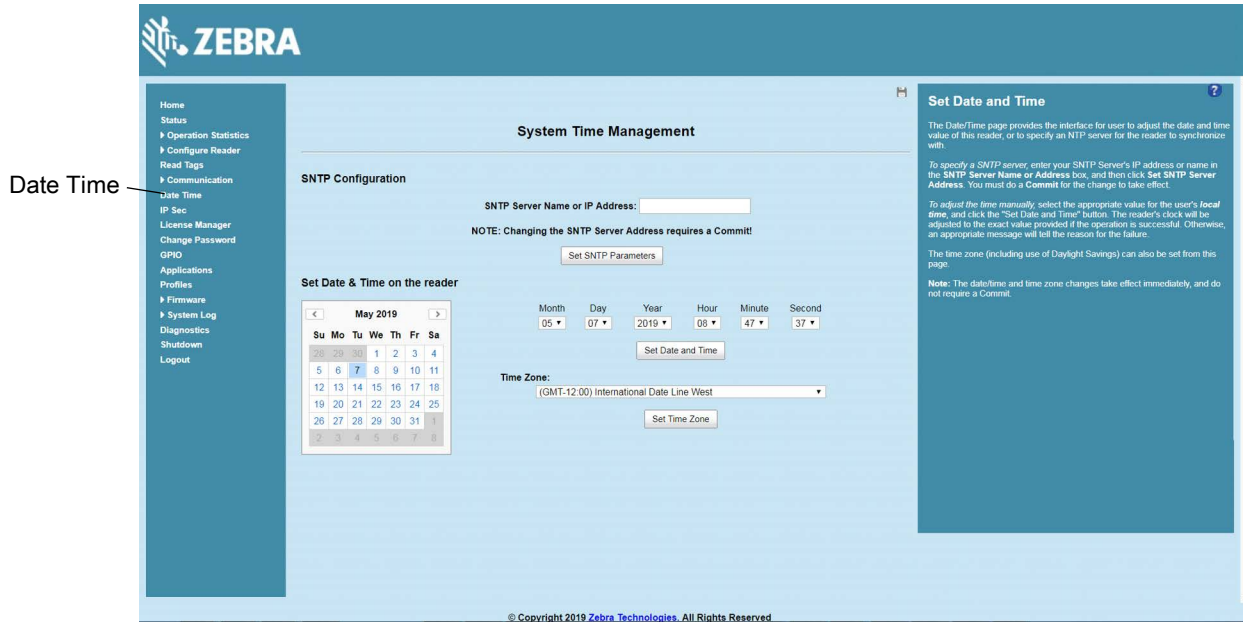 ZEBRA
Date Time
Home
Status
Operation Statistics
Configure Reader
Read Tags
Communication
Date Time
IP Sec
License Manager
Change Password
GPIO
Applications
Profiles
Firmware
System Log
Diagnostics
Shutdown
Logout
System Time Management
SNTP Configuration
SNTP Server Name or IP Address:
NOTE: Changing the SNTP Server Address requires a Commit!
Set SNTP Parameters
Set Date & Time on the reader
< May 2019 >
Su Mo Tu We Th Fr Sa
28 29 30 1 2 3 4
5 6 7 8 9 10 11
12 13 14 15 16 17 18
19 20 21 22 23 24 25
26 27 28 29 30 31 1
2 3 4 5 6 7 8
Month Day Year Hour Minute Second
05 07 2019 08 47 37
Set Date and Time
Time Zone:
(GMT-12:00) International Date Line West
Set Time Zone
?
Set Date and Time
The Date/Time page provides the interface for user to adjust the date and time
value of this reader, or to specify an NTP server for the reader to synchronize
with.
To specify a SNTP server, enter your SNTP Server's IP address or name in
the SNTP Server Name or Address box, and then click Set SNTP Server
Address. You must do a Commit for the change to take effect.
To adjust the time manually, select the appropriate value for the user's local
time, and click the "Set Date and Time" button. The reader's clock will be
adjusted to the exact value provided if the operation is successful. Otherwise,
an appropriate message will tell the reason for the failure.
The time zone (including use of Daylight Savings) can also be set from this
page.
Note: The date/time and time zone changes take effect immediately, and do
not require a Commit.
© Copyright 2019 Zebra Technologies. All Rights Reserved